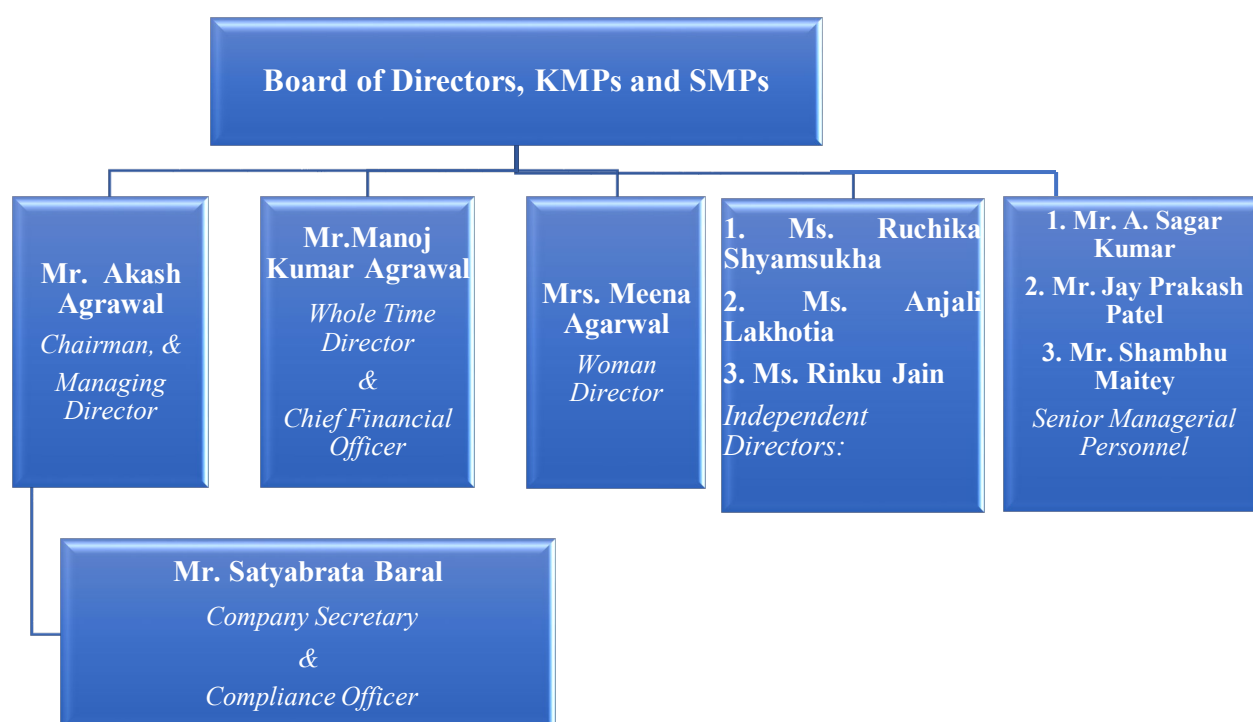 Board of Directors, KMPs and SMPs
Mr. Akash
Agrawal
Chairman, &
Managing
Director
Mr.Manoj
Kumar Agrawal
Whole Time
Director
&
Chief Financial
Officer
Mrs. Meena
Agarwal
Woman
Director
1. Ms. Ruchika
Shyamsukha
2. Ms. Anjali
Lakhotia
3. Ms. Rinku Jain
Independent
Directors:
1. Mr. A. Sagar
Kumar
2. Mr. Jay Prakash
Patel
3. Mr. Shambhu
Maitey
Senior Managerial
Personnel
Mr. Satyabrata Baral
Company Secretary
&
Compliance Officer